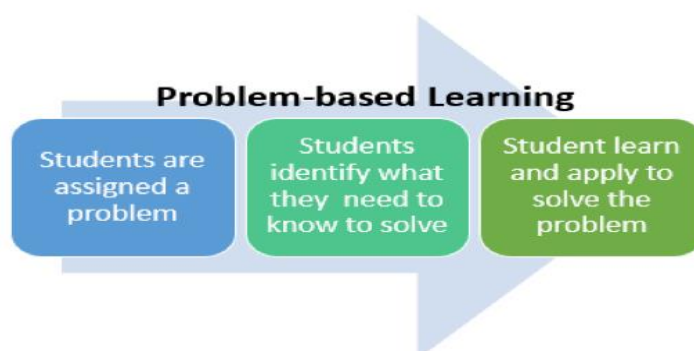 Problem-based Learning
Students are
assigned a
problem
Students
identify what
they need to
know to solve
Student learn
and apply to
solve the
problem